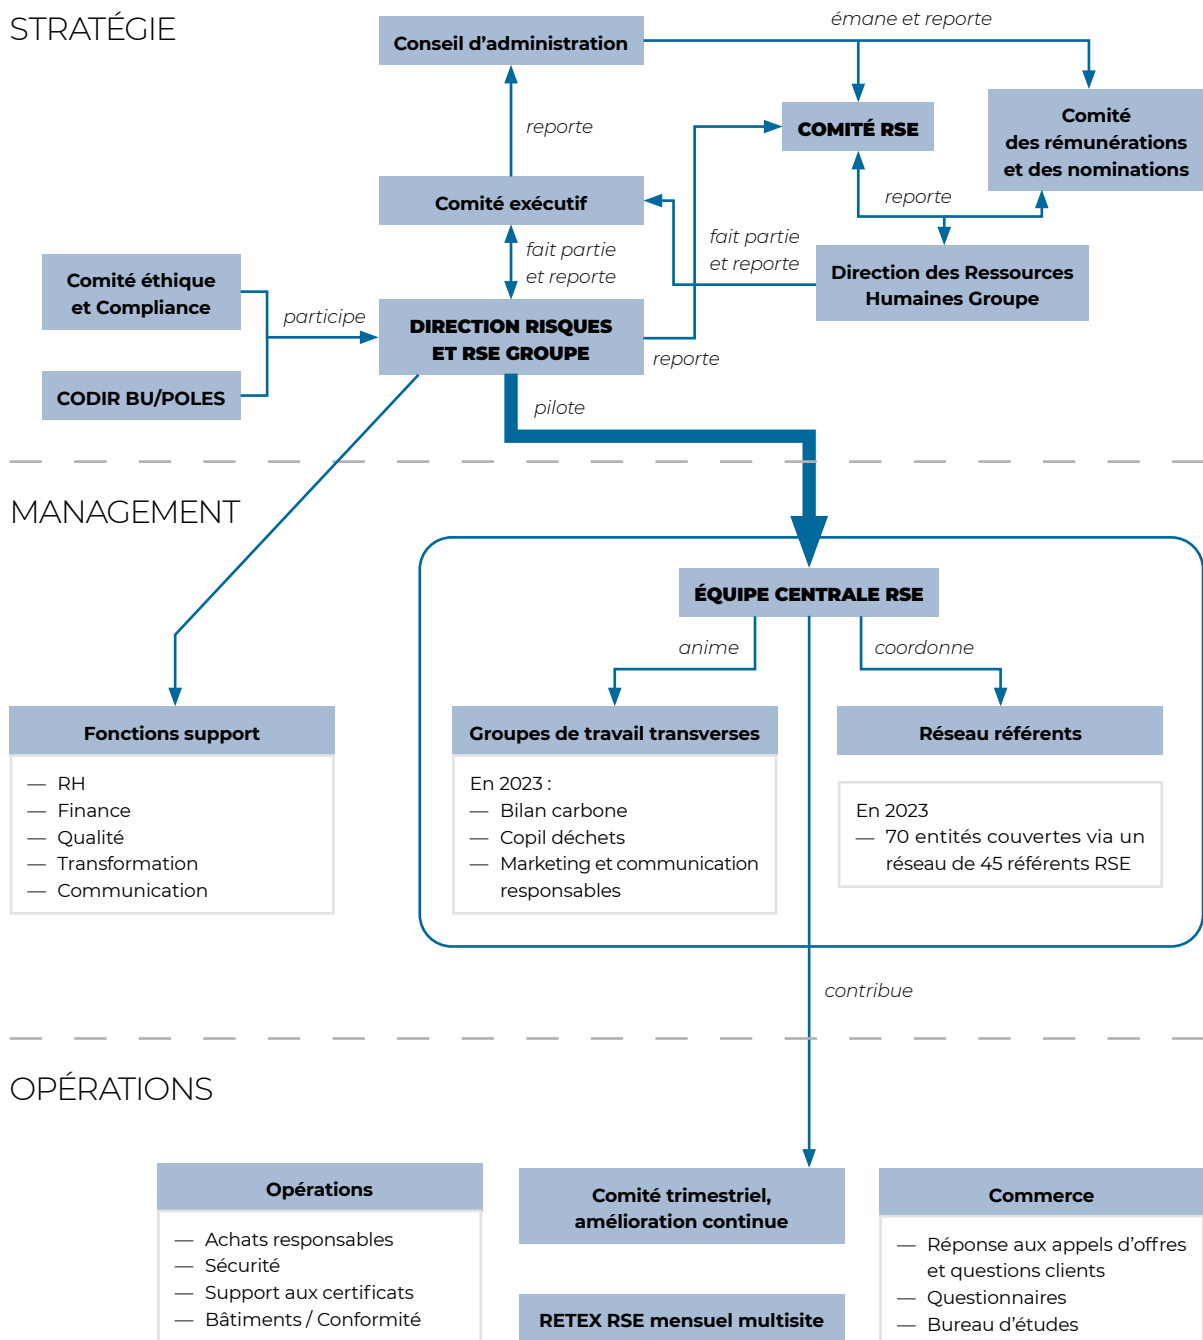 STRATÉGIE
émane et reporte
Conseil d'administration
COMITÉ RSE
Comité
des rémunérations
et des nominations
reporte
Comité exécutif
reporte
fait partie
et reporte
fait partie
et reporte
Comité éthique
et Compliance
Direction des Ressources
Humaines Groupe
participe
DIRECTION RISQUES
ET RSE GROUPE
reporte
CODIR BU/POLES
pilote
MANAGEMENT
ÉQUIPE CENTRALE RSE
anime
coordonne
Fonctions support
— RH
— Finance
— Qualité
— Transformation
— Communication
Groupes de travail transverses
En 2023 :
— Bilan carbone
— Copil déchets
— Marketing et communication
responsables
Réseau référents
En 2023
— 70 entités couvertes via un
réseau de 45 référents RSE
contribue
OPÉRATIONS
Opérations
— Achats responsables
— Sécurité
— Support aux certificats
— Bâtiments / Conformité
Comité trimestriel,
amélioration continue
RETEX RSE mensuel multisite
Commerce
— Réponse aux appels d'offres
et questions clients
— Questionnaires
— Bureau d'études